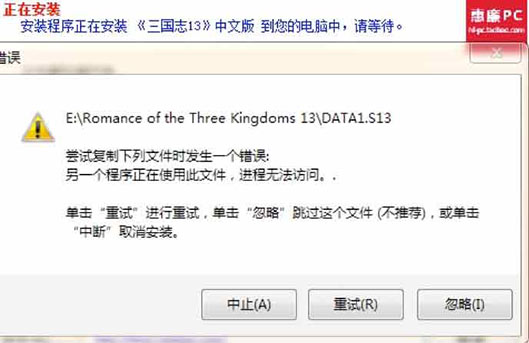 正在安装
安装程序正在安装 《三国志13》中文版 到您的电脑中，请等待。
惠廉PC
hl-pc.taobao.com
错误
E:\Romance of the Three Kingdoms 13\DATA1.S13
尝试复制下列文件时发生一个错误:
另一个程序正在使用此文件，进程无法访问。.
单击“重试”进行重试，单击“忽略”跳过这个文件 (不推荐)，或单击
“中断”取消安装。
中止(A)
重试(R)
忽略(I)